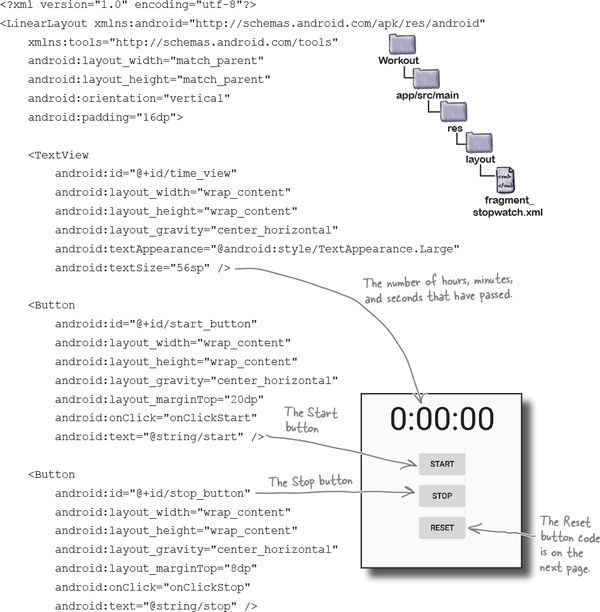 <?xml version="1.0" encoding="utf-8"?>
<LinearLayout xmlns:android="http://schemas.android.com/apk/res/android"
xmlns:tools="http://schemas.android.com/tools"
android:layout_width="match_parent"
android:layout_height="match_parent"
android:orientation="vertical"
android:padding="16dp">
Workout
app/src/main
res
layout
fragment_
stopwatch.xml
<TextView
android:id="@+id/time_view"
android:layout_width="wrap_content"
android:layout_height="wrap_content"
android:layout_gravity="center_horizontal"
android:textAppearance="@android:style/TextAppearance.Large"
android:textSize="56sp" />
The number of hours, minutes,
and seconds that have passed.
<Button
android:id="@+id/start_button"
android:layout_width="wrap_content"
android:layout_height="wrap_content"
android:layout_gravity="center_horizontal"
android:layout_marginTop="20dp"
android:onClick="onClickStart"
android:text="@string/start" />
The Start
button
0:00:00
START
STOP
RESET
<Button
android:id="@+id/stop_button"
android:layout_width="wrap_content"
android:layout_height="wrap_content"
android:layout_gravity="center_horizontal"
android:layout_marginTop="8dp"
android:onClick="onClickStop"
android:text="@string/stop" />
The Stop button
The Reset
button code
is on the
next page.